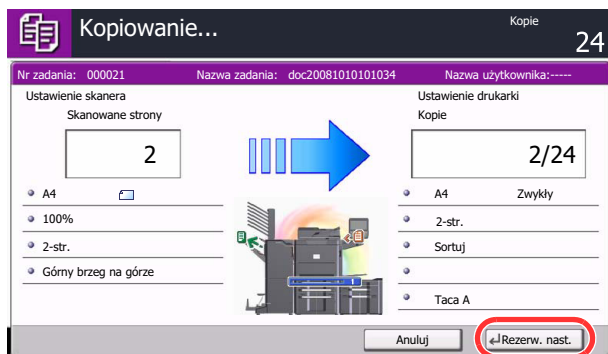 Kopiowanie...
Kopie
24
Nr zadania: 000021 Nazwa zadania: doc20081010101034 Nazwa użytkownika:-----
Ustawienie skanera
Skanowane strony
2
A4
100%
2-str.
Górny brzeg na górze
Ustawienie drukarki
Kopie
2/24
A4 Zwykły
2-str.
Sortuj
Taca A
Anuluj
Rezerw. nast.